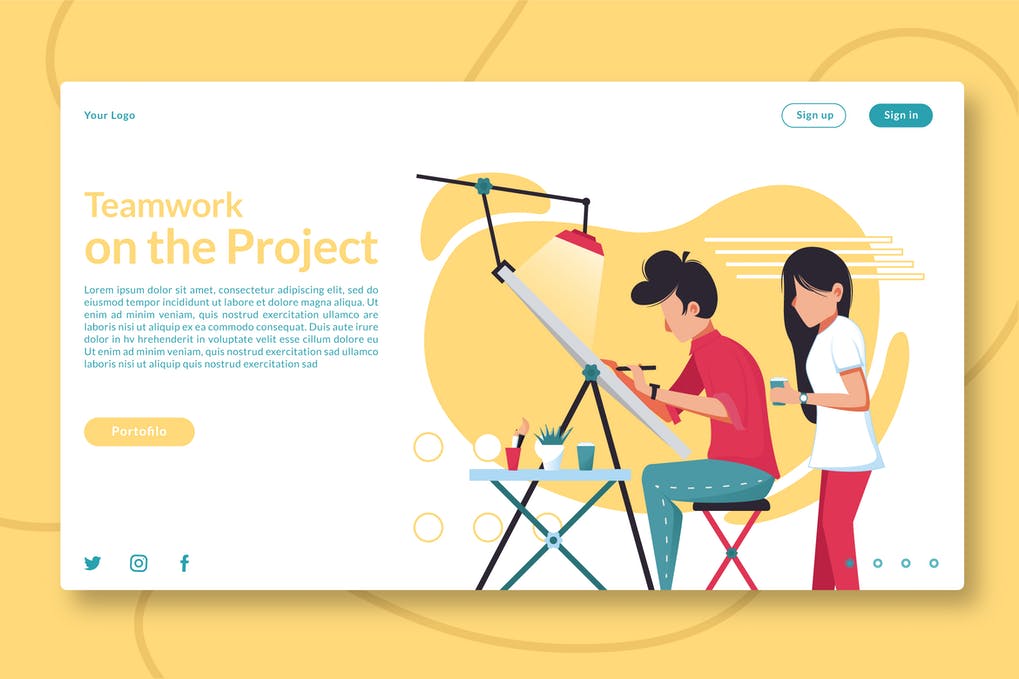 Your Logo
Sign up
Sign in
Teamwork
on the Project
Lorem ipsum dolor sit amet, consectetur adipiscing elit, sed do
eiusmod tempor incididunt ut labore et dolore magna aliqua. Ut
enim ad minim veniam, quis nostrud exercitation ullamco are
laboris nisi ut aliquip ex ea commodo consequat. Duis aute irure
dolor in hv hrehenderit in voluptate velit esse cillum dolore eu
Ut enim ad minim veniam, quis nostrud exercitation sad ullamco
laboris nisi ut aliquip quis nostrud exercitation sad
Portofilo